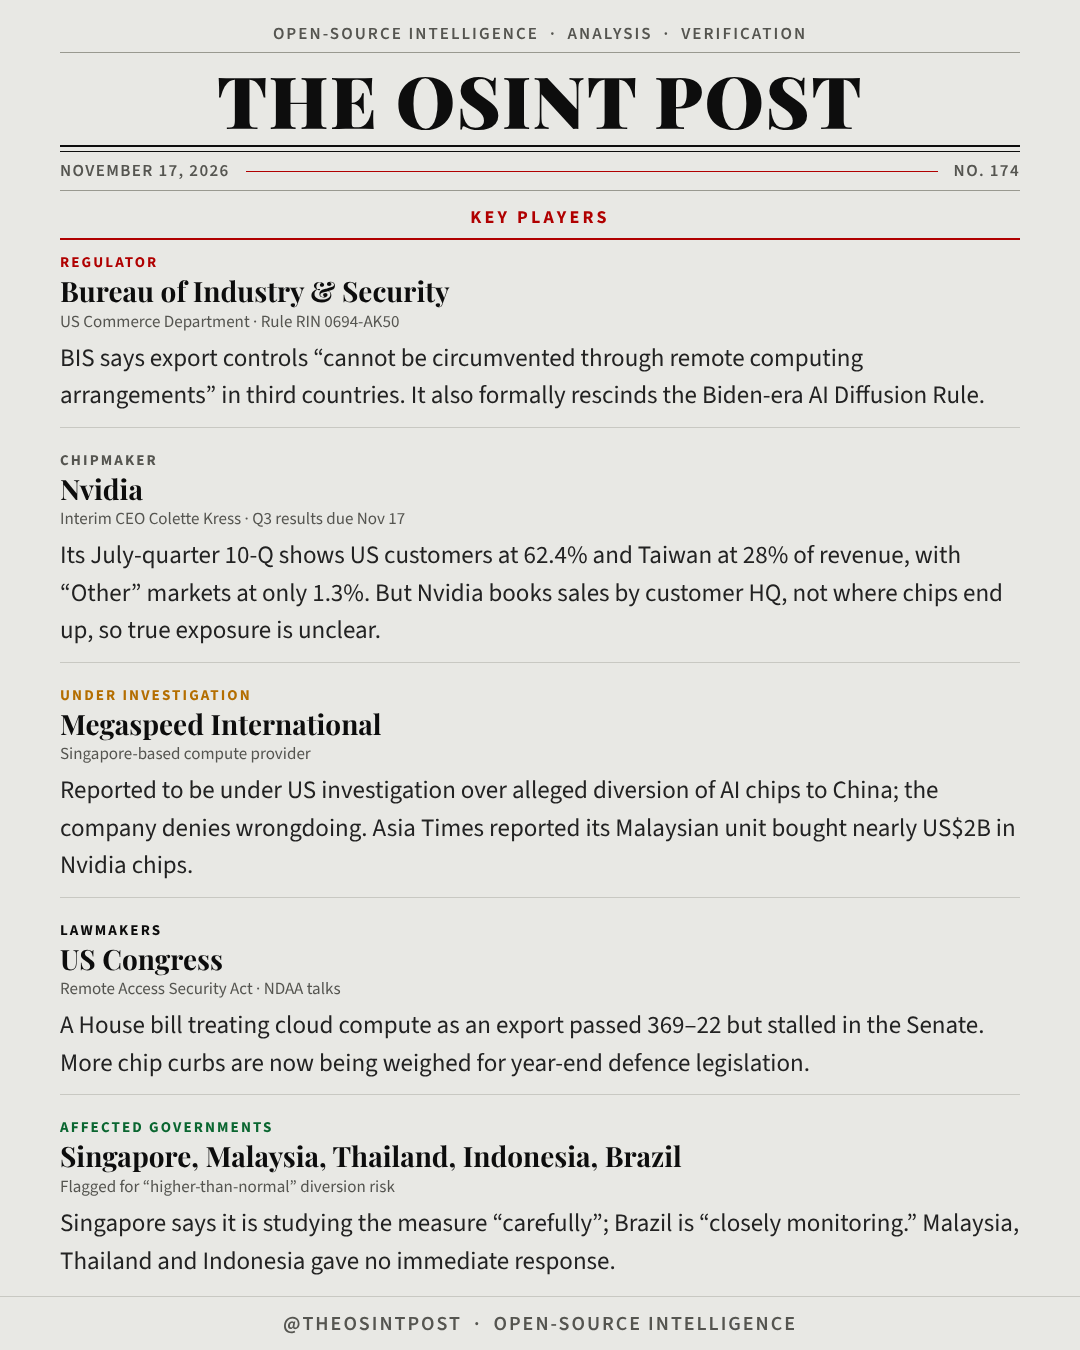 OPEN-SOURCE INTELLIGENCE · ANALYSIS · VERIFICATION
THE OSINT POST
NOVEMBER 17, 2026
NO. 174
KEY PLAYERS
REGULATOR
Bureau of Industry & Security
US Commerce Department · Rule RIN 0694-AK50
BIS says export controls “cannot be circumvented through remote computing
arrangements” in third countries. It also formally rescinds the Biden-era AI Diffusion Rule.
CHIPMAKER
Nvidia
Interim CEO Colette Kress · Q3 results due Nov 17
Its July-quarter 10-Q shows US customers at 62.4% and Taiwan at 28% of revenue, with
“Other” markets at only 1.3%. But Nvidia books sales by customer HQ, not where chips end
up, so true exposure is unclear.
UNDER INVESTIGATION
Megaspeed International
Singapore-based compute provider
Reported to be under US investigation over alleged diversion of AI chips to China; the
company denies wrongdoing. Asia Times reported its Malaysian unit bought nearly US$2B in
Nvidia chips.
LAWMAKERS
US Congress
Remote Access Security Act · NDAA talks
A House bill treating cloud compute as an export passed 369–22 but stalled in the Senate.
More chip curbs are now being weighed for year-end defence legislation.
AFFECTED GOVERNMENTS
Singapore, Malaysia, Thailand, Indonesia, Brazil
Flagged for “higher-than-normal” diversion risk
Singapore says it is studying the measure “carefully”; Brazil is “closely monitoring.” Malaysia,
Thailand and Indonesia gave no immediate response.
@THEOSINTPOST · OPEN-SOURCE INTELLIGENCE